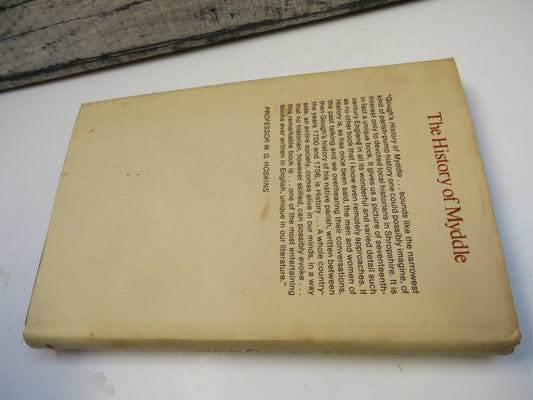 The History of Myddle
"Gough's History of Myddle . . . sounds like the narrowest
kind of parish-pump history one could possibly imagine, of
interest only to devoted local historians in Shropshire. It is
in fact a unique book. It gives us a picture of seventeenth-
century England in all its wonderful and varied detail such
as no other book that I know even remotely approaches. If
History is, as has once been said, the men and women of
the past talking and we overhearing their conversations,
then Gough's history of his native parish, written between
the years 1700 and 1706, is History . . . A whole country-
side, an entire society, comes alive in our minds, in a way
that no historian, however skilled, can possibly evoke . . .
this remarkable book is . . . one of the most entertaining
books ever written in English, unique in our literature."
PROFESSOR W. G. HOSKINS